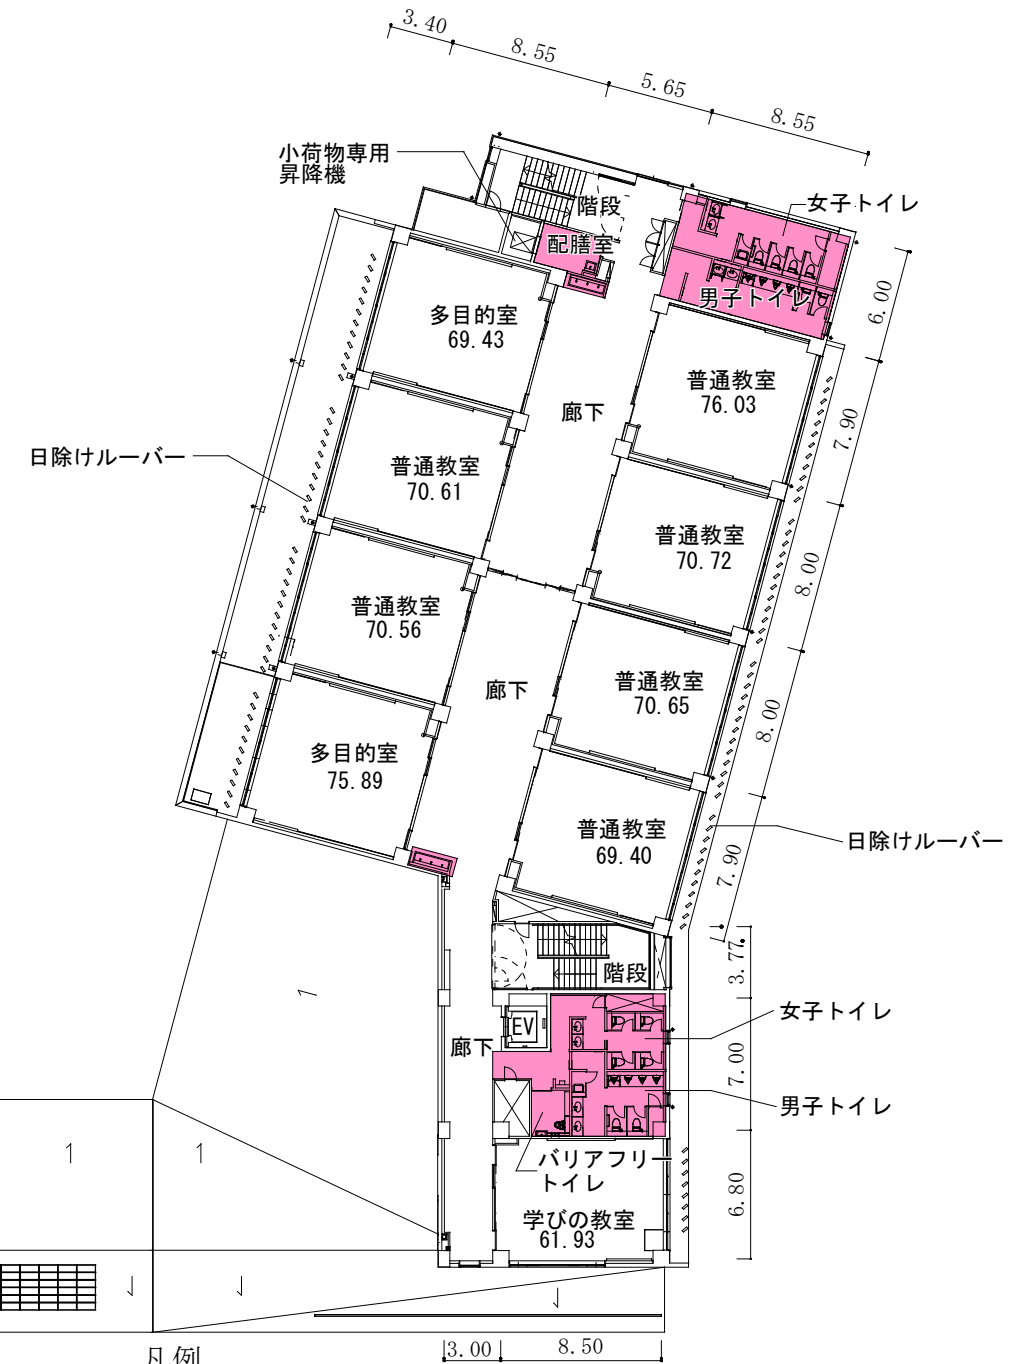 3.40
8.55
5.65
8.55
小荷物専用
昇降機
階段
女子トイレ
配膳室
男子トイレ
6.00
多目的室
69.43
普通教室
76.03
廊下
7.90
日除けルーバー
普通教室
70.61
普通教室
70.72
8.00
普通教室
70.56
廊下
普通教室
70.65
8.00
多目的室
75.89
普通教室
69.40
日除けルーバー
7.90
3.77
階段
女子トイレ
EV
廊下
7.00
男子トイレ
1
1
1
バリアフリー
トイレ
6.80
学びの教室
61.93
3.00
8.50
凡例